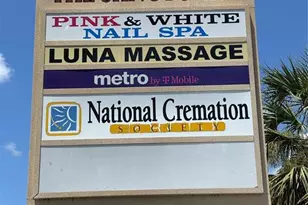 PINK & WHITE
NAIL SPA
LUNA MASSAGE
metro by T Mobile
National Cremation
SOCIETY